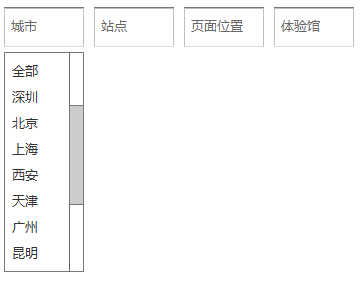 城市 站点 页面位置 体验馆
全部
深圳
北京
上海
西安
天津
广州
昆明